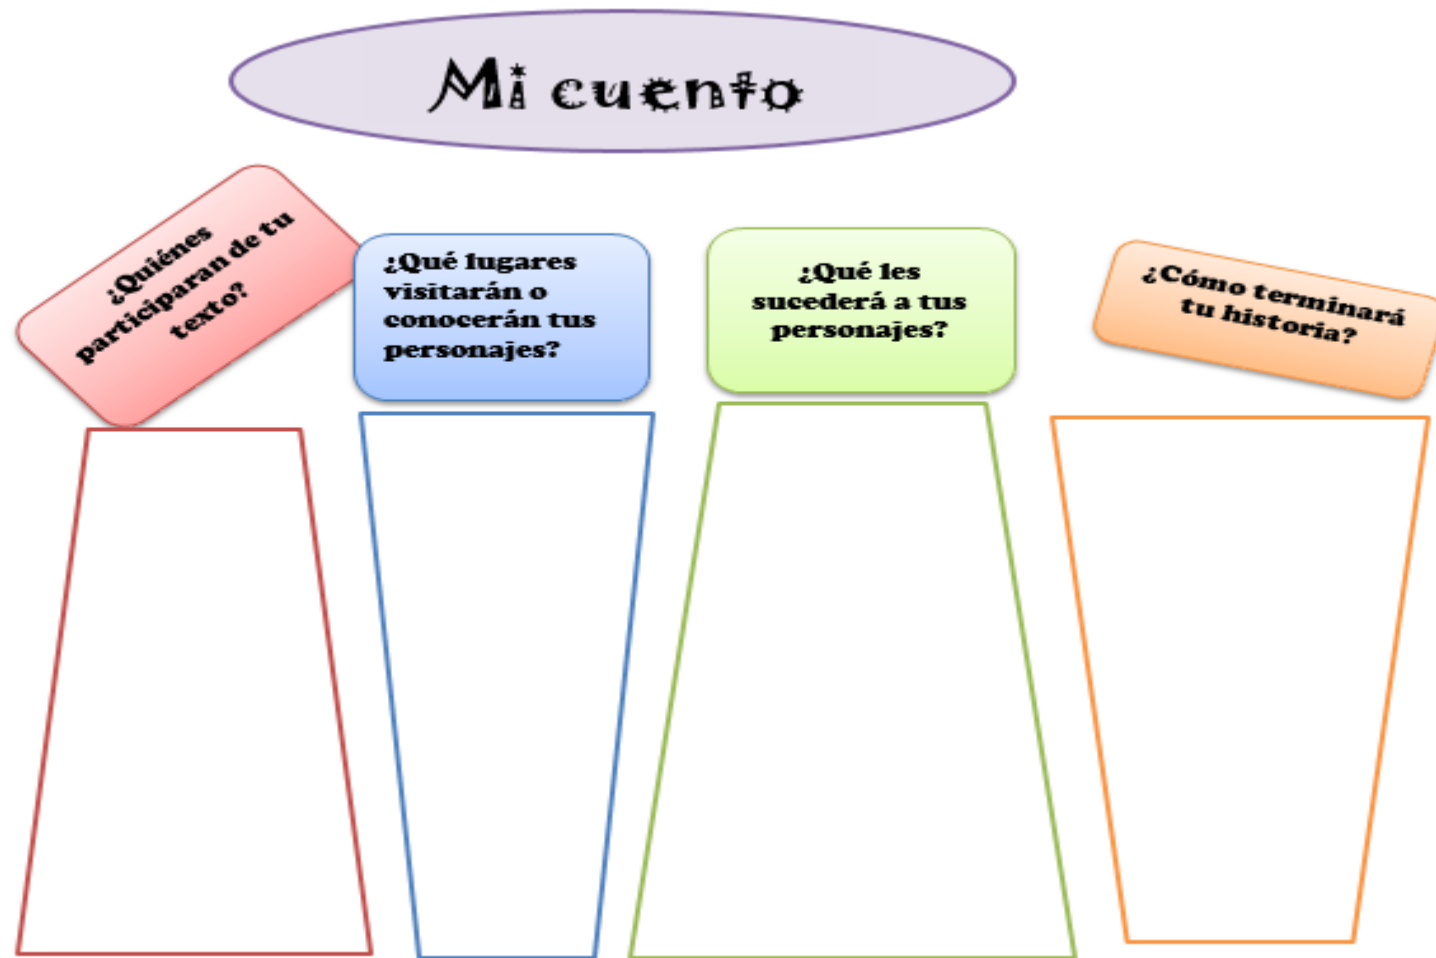 Mi cuento
¿Quiénes
participaran de tu
texto?
¿Qué lugares
visitarán o
conocerán tus
personajes?
¿Qué les
sucederá a tus
personajes?
¿Cómo terminará
tu historia?